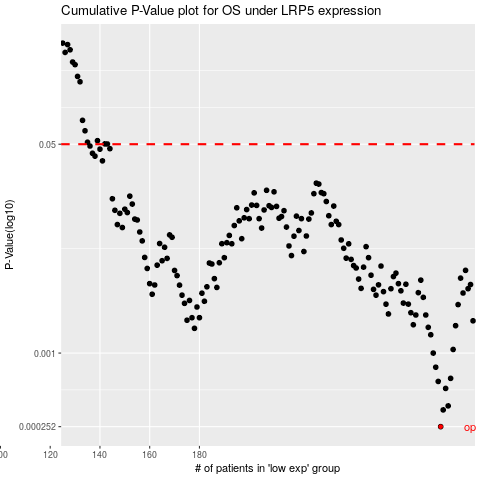 Cumulative P-Value plot for OS under LRP5 expression
P-Value(log10)
0.05
0.001
0.000252
op
00 120 140 160 180
# of patients in 'low exp' group